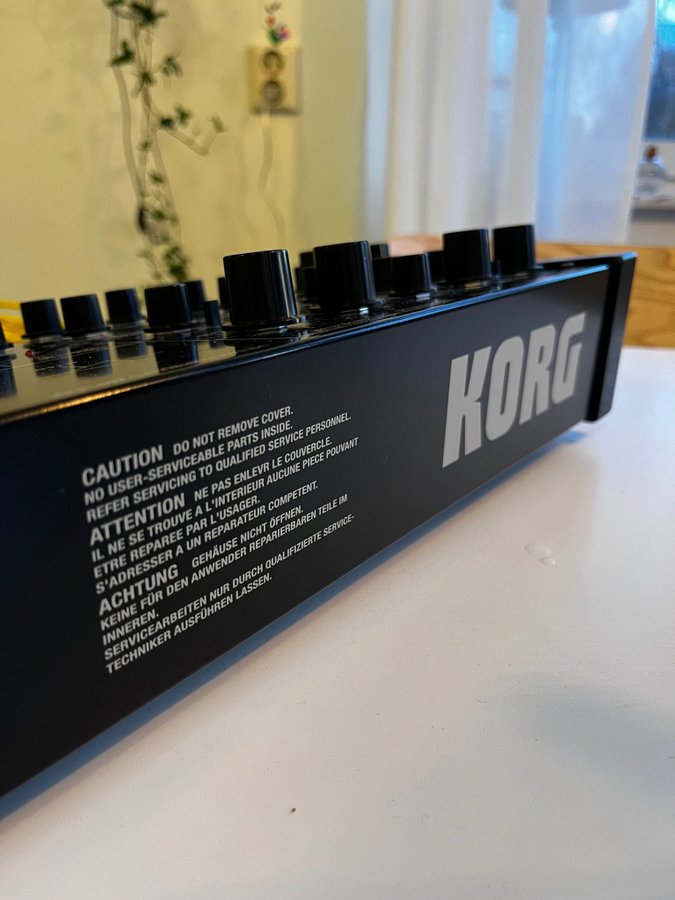 CAUTION DO NOT REMOVE COVER.
NO USER-SERVICEABLE PARTS INSIDE.
REFER SERVICING TO QUALIFIED SERVICE PERSONNEL.
ATTENTION NE PAS ENLEVR LE COUVERCLE.
IL NE SE TROUVE A L'INTERIEUR AUCUNE PIECE POUVANT
ETRE REPAREE PAR L'USAGER.
S'ADRESSER A UN REPARATEUR COMPETENT.
ACHTUNG GEHÄUSE NICHT ÖFFNEN.
KEINE FÜR DEN ANWENDER REPARIERBAREN TEILE IM
INNEREN.
SERVICEARBEITEN NUR DURCH QUALIFIZIERTE SERVICE-
TECHNIKER AUSFÜHREN LASSEN.
KORG